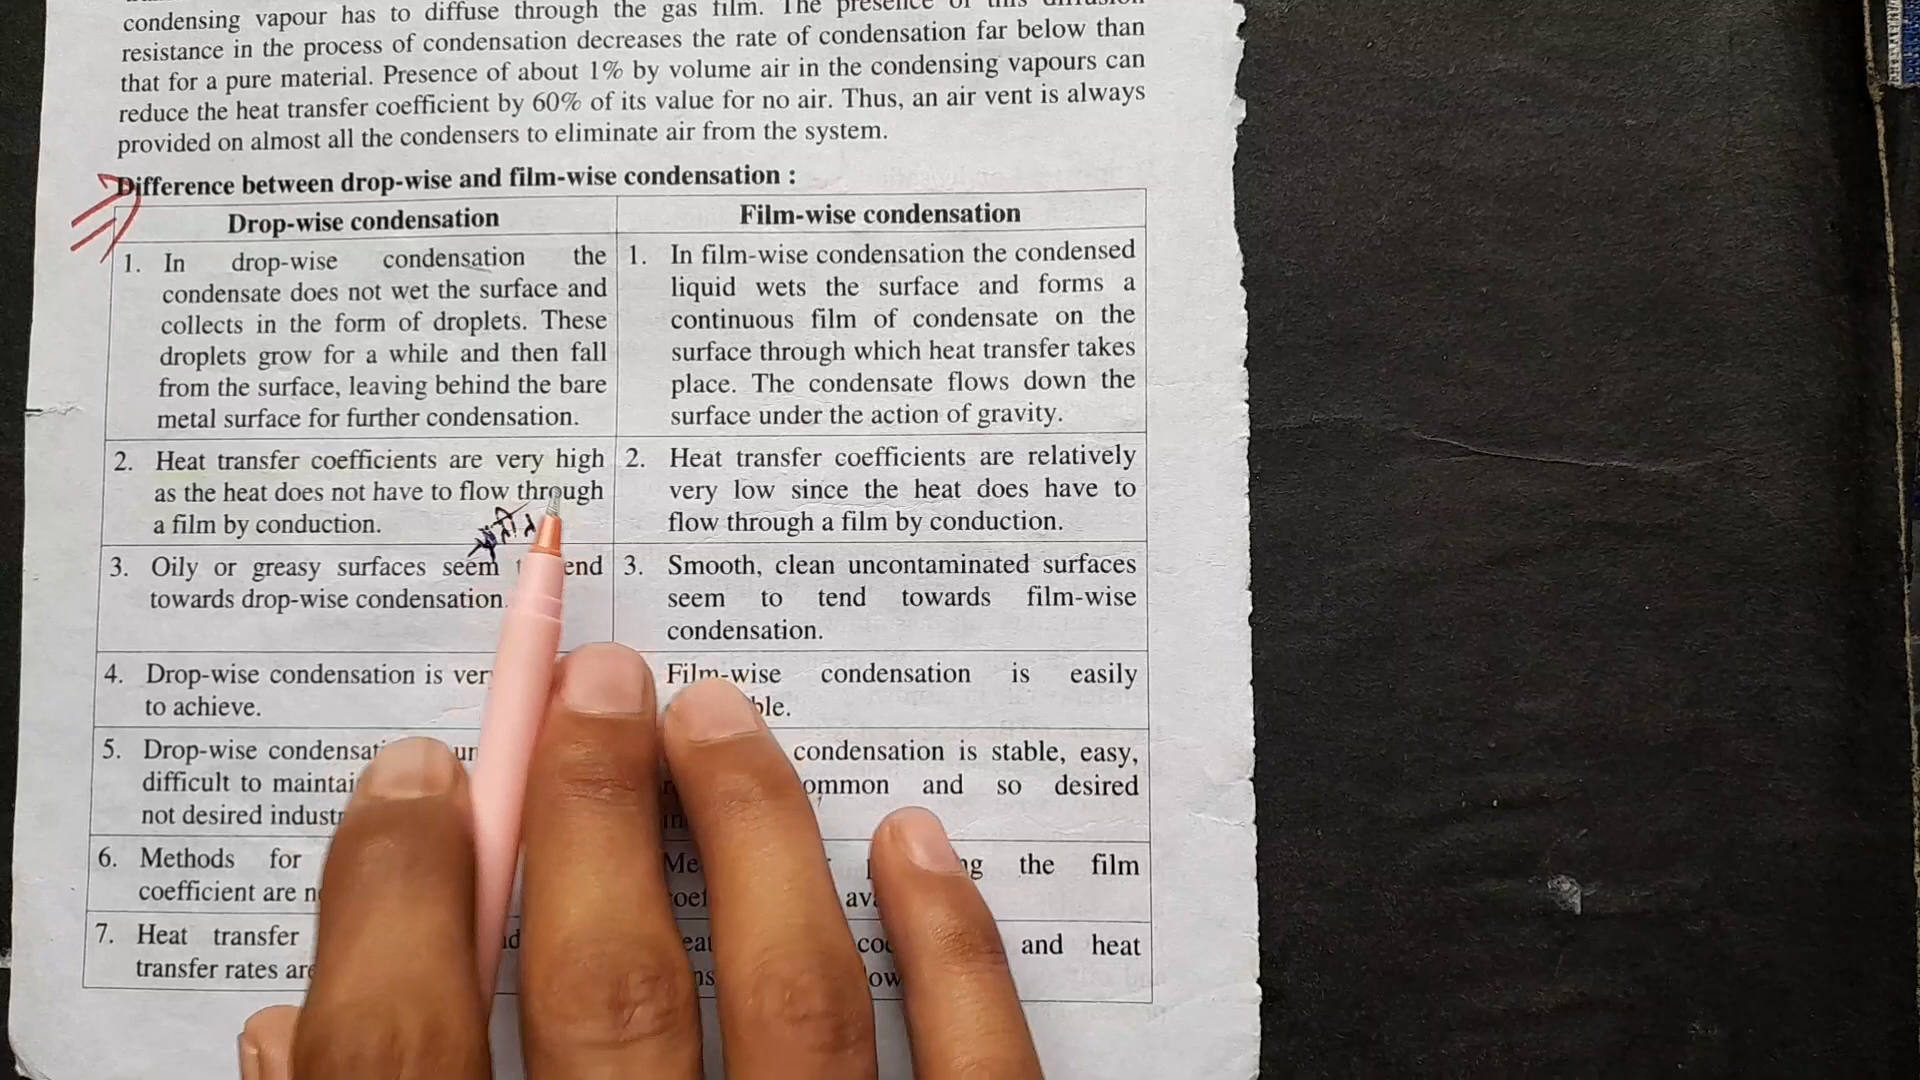 condensing vapour has to diffuse through the gas film. The presence of this diffusion
resistance in the process of condensation decreases the rate of condensation far below than
that for a pure material. Presence of about 1% by volume air in the condensing vapours can
reduce the heat transfer coefficient by 60% of its value for no air. Thus, an air vent is always
provided on almost all the condensers to eliminate air from the system.
Difference between drop-wise and film-wise condensation :
Drop-wise condensation
Film-wise condensation
1. In drop-wise condensation the
condensate does not wet the surface and
collects in the form of droplets. These
droplets grow for a while and then fall
from the surface, leaving behind the bare
metal surface for further condensation.
1. In film-wise condensation the condensed
liquid wets the surface and forms a
continuous film of condensate on the
surface through which heat transfer takes
place. The condensate flows down the
surface under the action of gravity.
2. Heat transfer coefficients are very high
as the heat does not have to flow through
a film by conduction.
2. Heat transfer coefficients are relatively
very low since the heat does have to
flow through a film by conduction.
3. Oily or greasy surfaces seem
towards drop-wise condensation.
3. Smooth, clean uncontaminated surfaces
seem to tend towards film-wise
condensation.
4. Drop-wise condensation is
to achieve.
Film-wise condensation is easily
5. Drop-wise
difficult to
not desired
condensation is stable, easy,
and so desired
6. Methods for
coefficient are
the film
7. Heat transfer
transfer rates
and heat